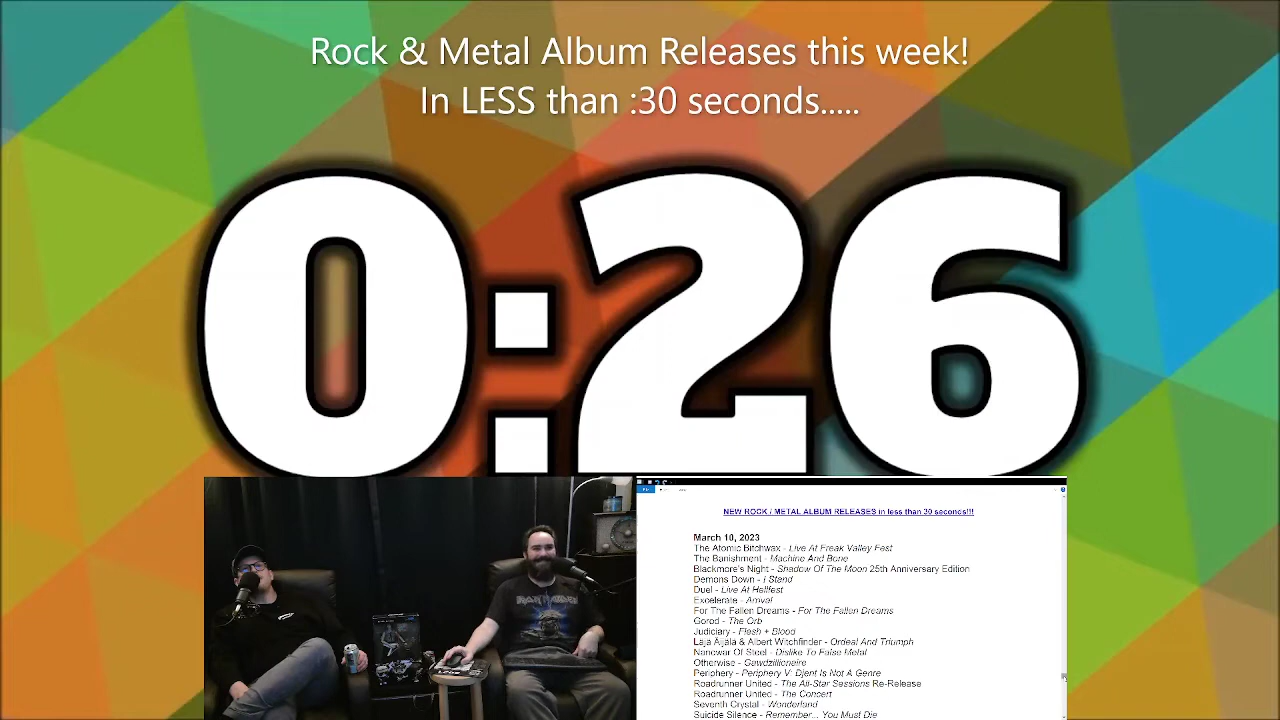 Rock & Metal Album Releases this week!
In LESS than :30 seconds.....
0:26
NEW ROCK / METAL ALBUM RELEASES in less than 30 seconds!!!
March 10, 2023
The Atomic Bitchwax - Live At Freak Valley Fest
The Banishment - Machine And Bone
Blackmore's Night - Shadow Of The Moon 25th Anniversary Edition
Demons Down - I Stand
Duel - Live At Hellfest
Excelerate - Arrival
For The Fallen Dreams - For The Fallen Dreams
Gorod - The Orb
Judiciary - Flesh + Blood
Laja Aijala & Albert Witchfinder - Ordeal And Triumph
Nanowar Of Steel - Dislike To False Metal
Otherwise - Gawdzillionaire
Periphery - Periphery V: Djent Is Not A Genre
Roadrunner United - The All-Star Sessions Re-Release
Roadrunner United - The Concert
Seventh Crystal - Wonderland
Suicide Silence - Remember... You Must Die
IRON MAIDEN